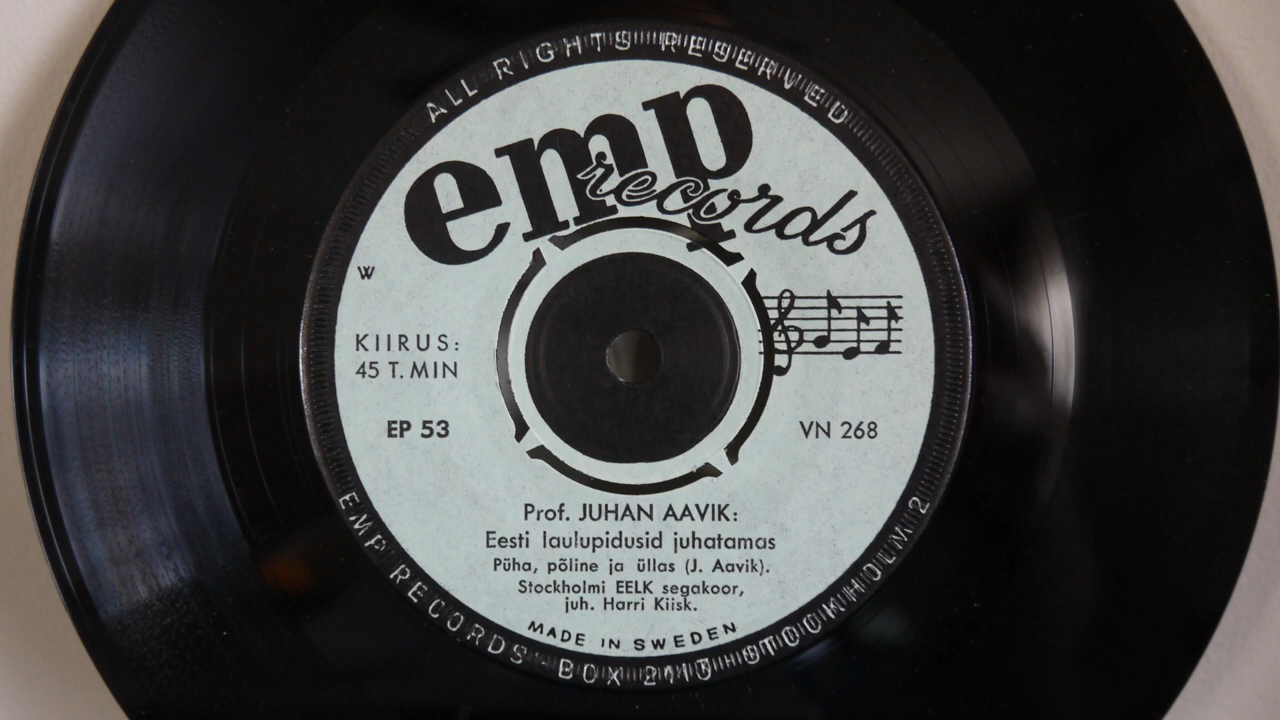 ALL RIGHTS RESERVED
emp
records
W
KIIRUS:
45 T. MIN
EP 53
VN 268
Prof. JUHAN AAVIK:
Eesti laulupidusid juhatamas
Püha, põline ja üllas (J. Aavik).
Stockholmi EELK segakoor,
juh. Harri Kiisk.
MADE IN SWEDEN
EMP RECORDS BOX STOCKHOLM 2